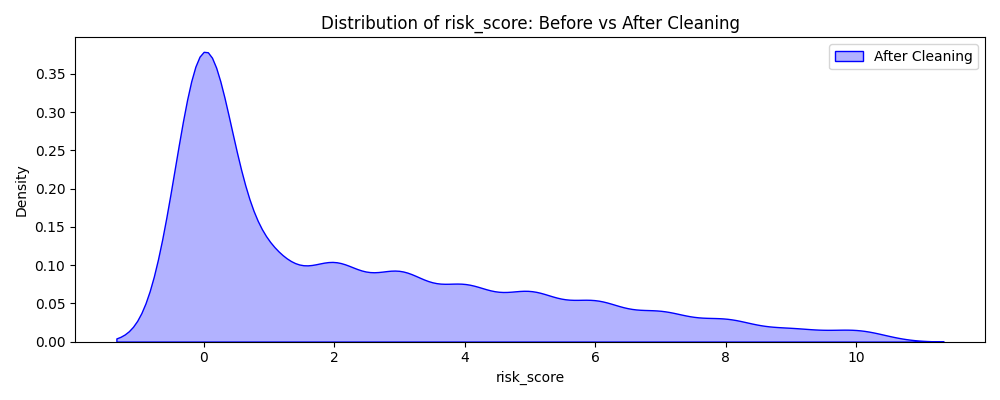 Distribution of risk_score: Before vs After Cleaning
After Cleaning
0.35
0.30
0.25
0.20
0.15
0.10
0.05
0.00
Density
0 2 4 6 8 10
risk_score